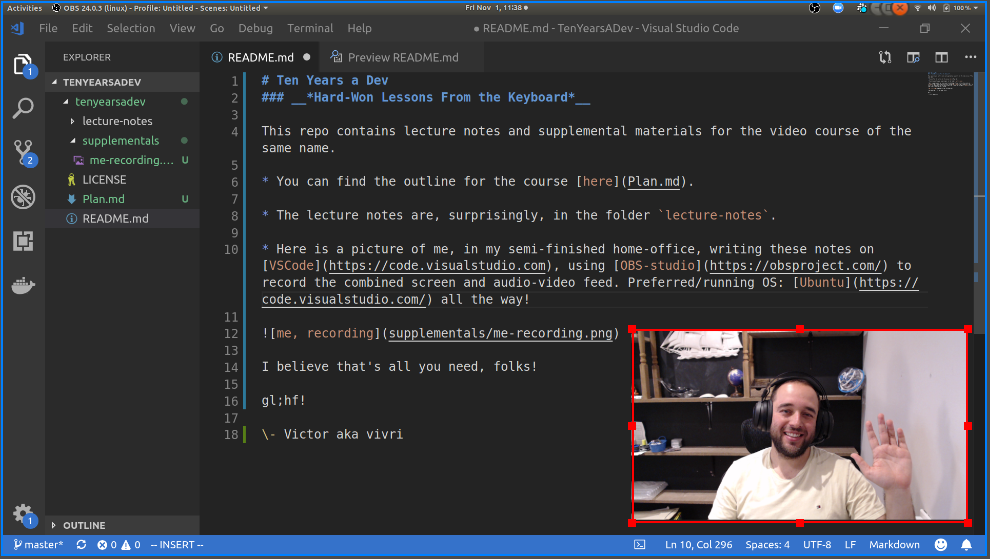 Activities OBS 24.0.3 (linux) - Profile: Untitled - Scenes: Untitled Fri Nov 1, 11:38 100%
File Edit Selection View Go Debug Terminal Help ● README.md - TenYearsADev - Visual Studio Code
EXPLORER
README.md
Preview README.md
TENYEARSADEV
tenyearsadev
lecture-notes
supplementals
me-recording.... U
LICENSE
Plan.md U
README.md
OUTLINE
1
1
2
1
1 # Ten Years a Dev
2 ### __*Hard-Won Lessons From the Keyboard*__
3
4 This repo contains lecture notes and supplemental materials for the video course of the
same name.
5
6 * You can find the outline for the course [here](Plan.md).
7
8 * The lecture notes are, surprisingly, in the folder `lecture-notes`.
9
10 * Here is a picture of me, in my semi-finished home-office, writing these notes on
[VSCode](https://code.visualstudio.com), using [OBS-studio](https://obsproject.com/) to
record the combined screen and audio-video feed. Preferred/running OS: [Ubuntu](https://
code.visualstudio.com/) all the way!
11
12 ![me, recording](supplementals/me-recording.png)
13
14 I believe that's all you need, folks!
15
16 gl;hf!
17
18 \- Victor aka vivri
master* 0 0 -- INSERT -- Ln 10, Col 296 Spaces: 4 UTF-8 LF Markdown